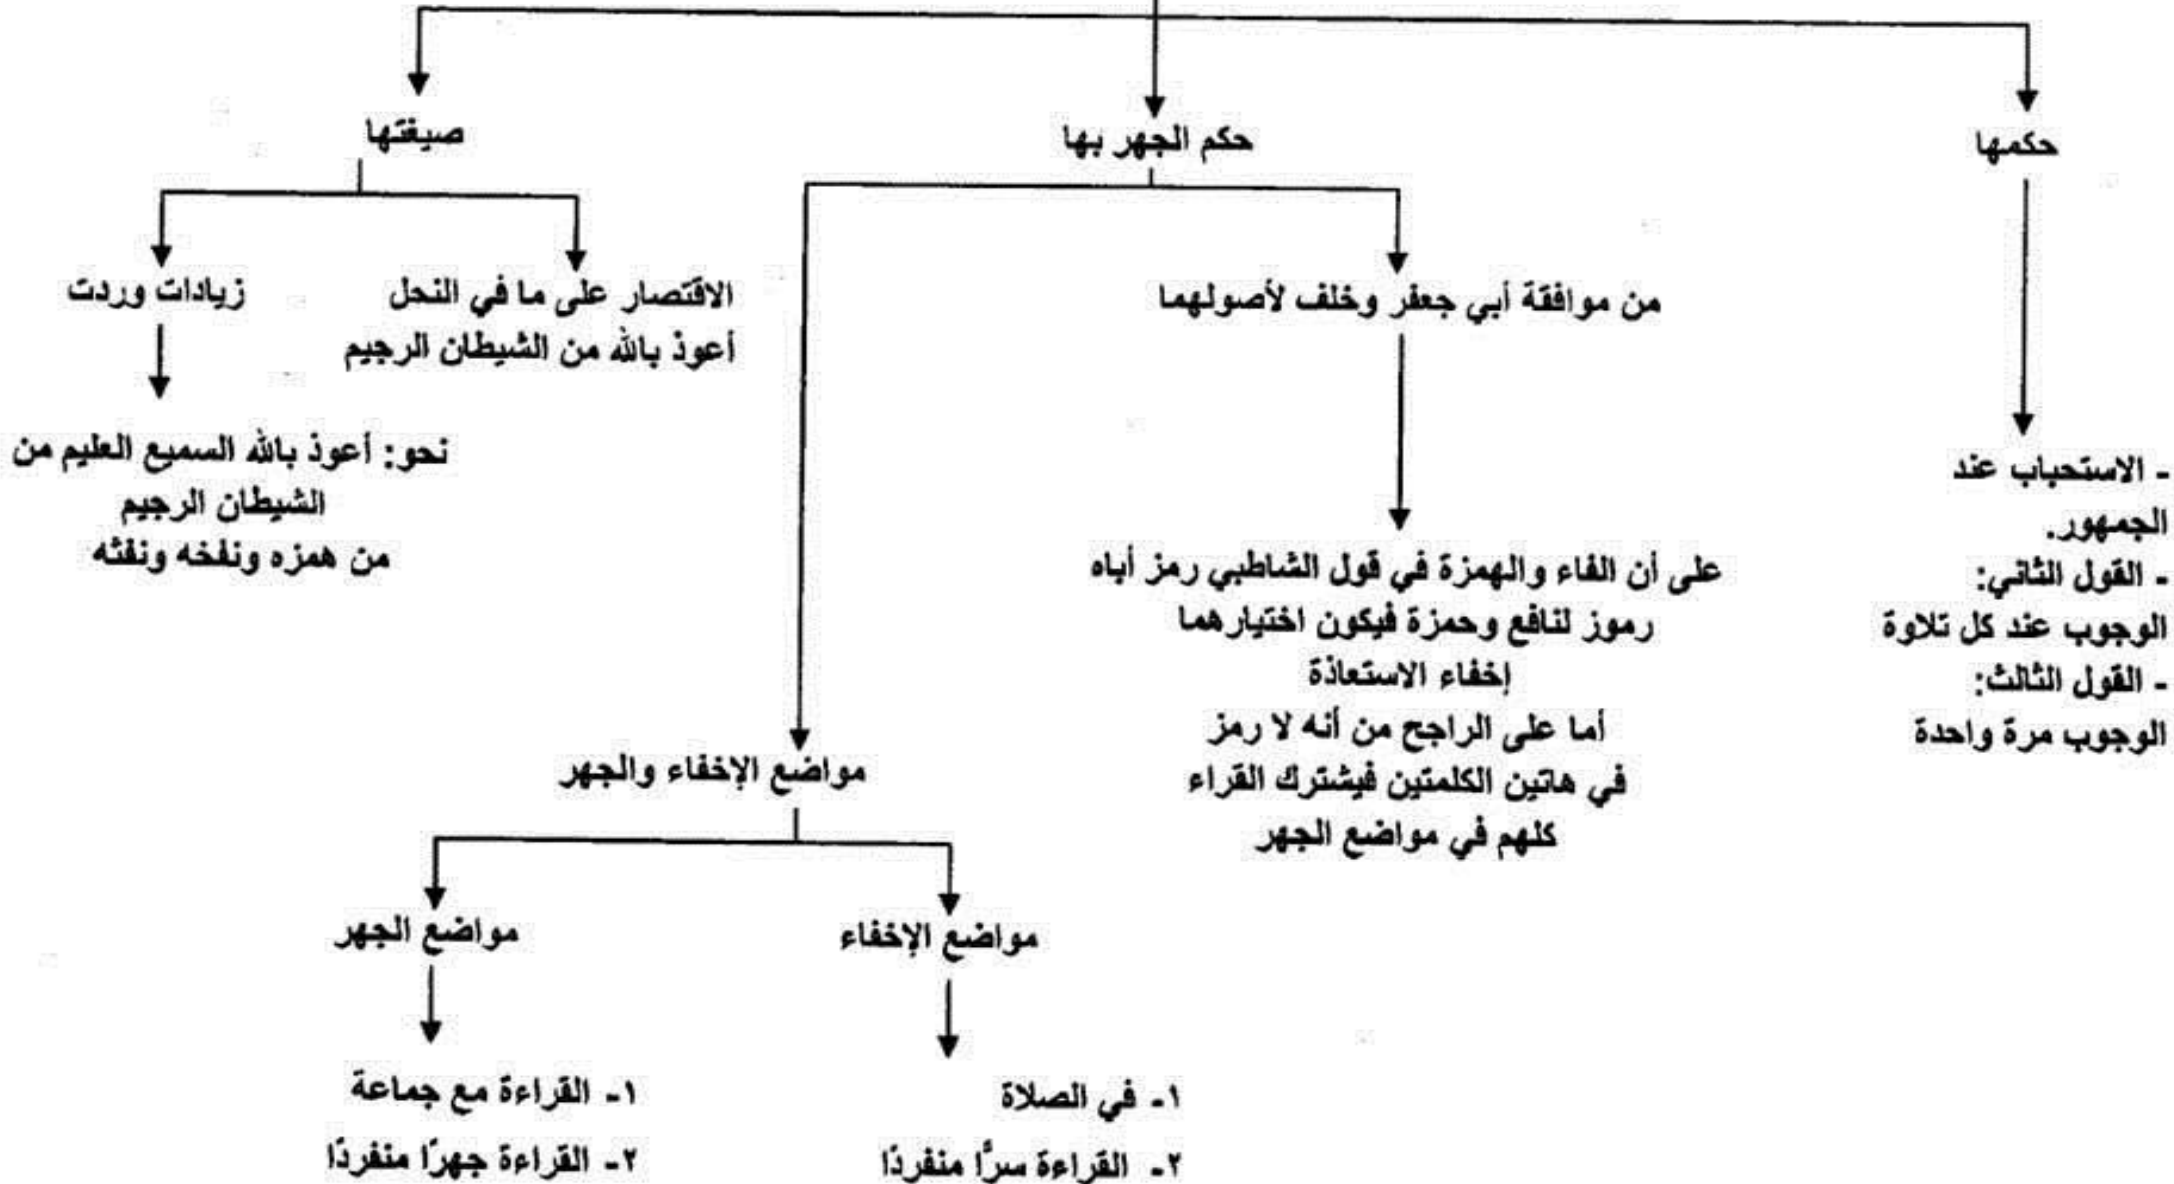 حكمها
- الاستحباب عند
الجمهور.
- القول الثاني:
الوجوب عند كل تلاوة
- القول الثالث:
الوجوب مرة واحدة
حكم الجهر بها
من موافقة أبي جعفر وخلف لأصولهما
على أن الفاء والهمزة في قول الشاطبي رمز أباه
رموز لنافع وحمزة فيكون اختيارهما
إخفاء الاستعاذة
أما على الراجح من أنه لا رمز
في هاتين الكلمتين فيشترك القراء
كلهم في مواضع الجهر
مواضع الإخفاء والجهر
مواضع الإخفاء
١- في الصلاة
٢- القراءة سرًّا منفردًا
مواضع الجهر
١- القراءة مع جماعة
٢- القراءة جهرًا منفردًا
صيغتها
الاقتصار على ما في النحل
أعوذ بالله من الشيطان الرجيم
زيادات وردت
نحو: أعوذ بالله السميع العليم من
الشيطان الرجيم
من همزه ونفخه ونفثه